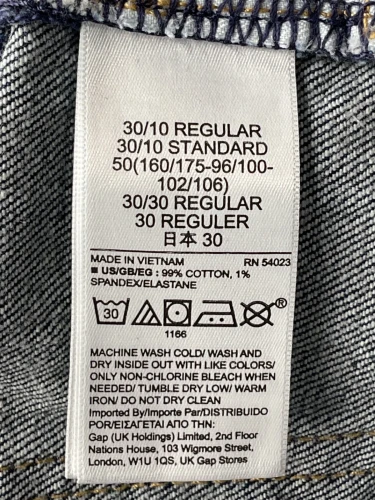 30/10 REGULAR
30/10 STANDARD
50(160/175-96/100-
102/106)
30/30 REGULAR
30 REGULER
日本 30
MADE IN VIETNAM RN 54023
■ US/GB/EG : 99% COTTON, 1%
SPANDEX/ELASTANE
30 ®
1166
MACHINE WASH COLD/ WASH AND
DRY INSIDE OUT WITH LIKE COLORS/
ONLY NON-CHLORINE BLEACH WHEN
NEEDED/ TUMBLE DRY LOW/ WARM
IRON/ DO NOT DRY CLEAN
Imported By/Importe Par/DISTRIBUIDO
POR/ΕΙΣΑΓΕΤΑΙ ΑΠΟ ΤΗΝ:
Gap (UK Holdings) Limited, 2nd Floor
Nations House, 103 Wigmore Street,
London, W1U 1QS, UK Gap Stores